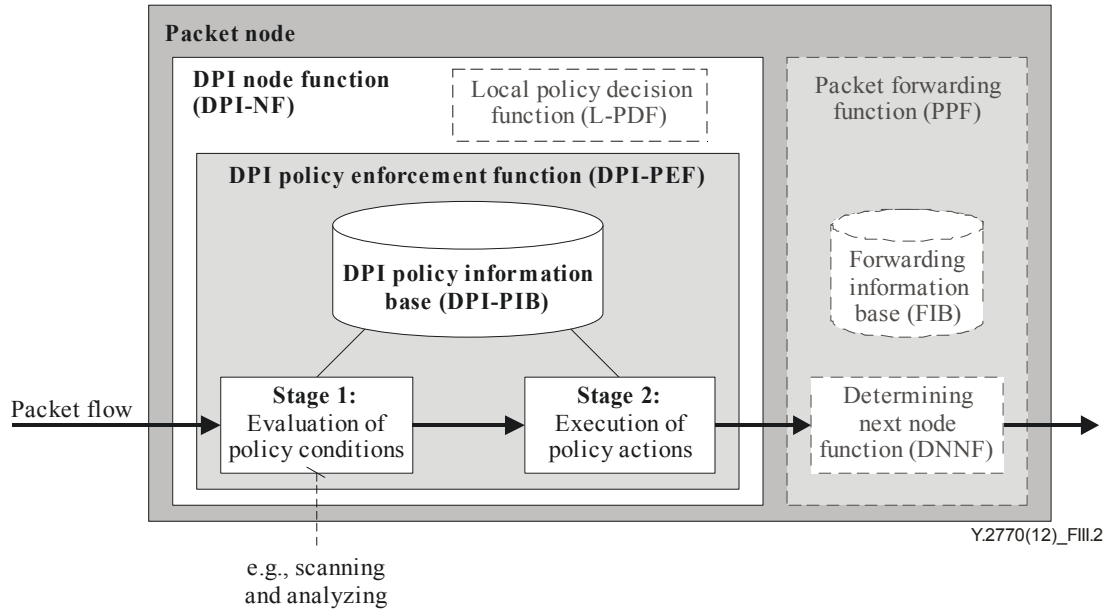 Packet node
DPI node function
(DPI-NF)
Local policy decision
function (L-PDF)
Packet forwarding
function (PPF)
DPI policy enforcement function (DPI-PEF)
DPI policy information
base (DPI-PIB)
Forwarding
information
base (FIB)
Packet flow
Stage 1:
Evaluation of
policy conditions
Stage 2:
Execution of
policy actions
Determining
next node
function (DNNF)
Y.2770(12)_FIII.2
e.g., scanning
and analyzing